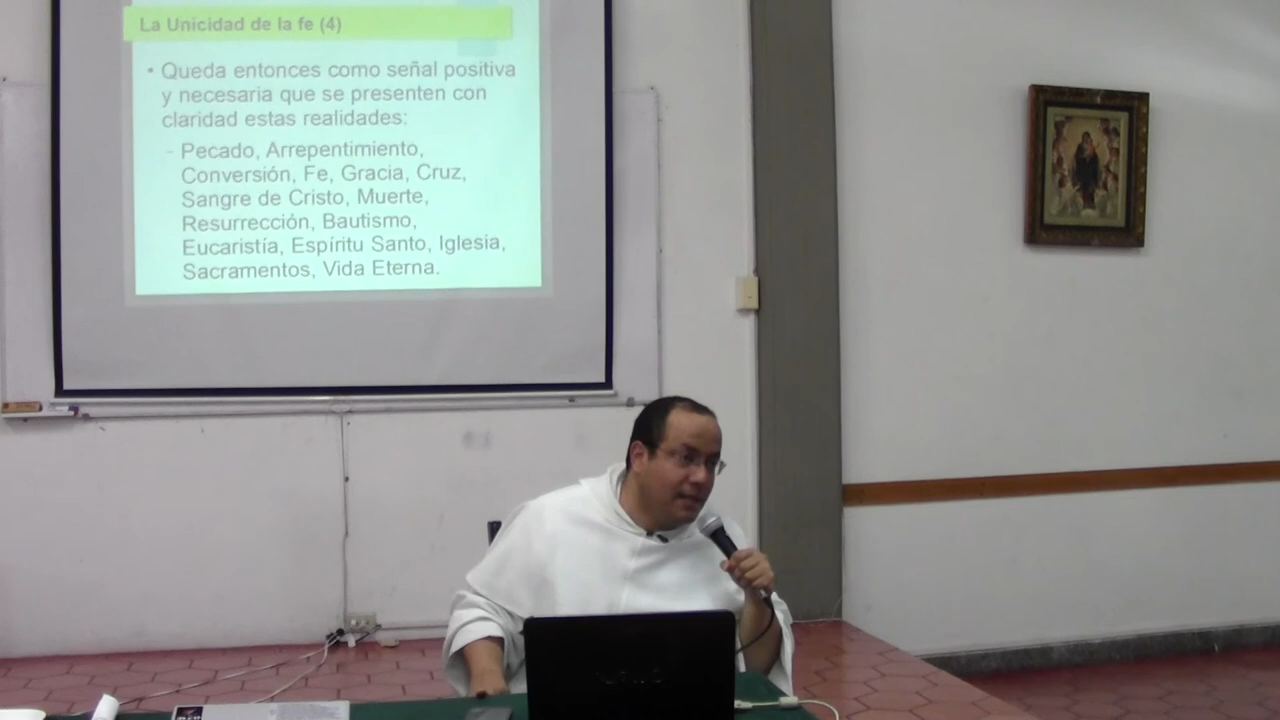 La Unicidad de la fe (4)
• Queda entonces como señal positiva
y necesaria que se presenten con
claridad estas realidades:
– Pecado, Arrepentimiento,
Conversión, Fe, Gracia, Cruz,
Sangre de Cristo, Muerte,
Resurrección, Bautismo,
Eucaristía, Espíritu Santo, Iglesia,
Sacramentos, Vida Eterna.